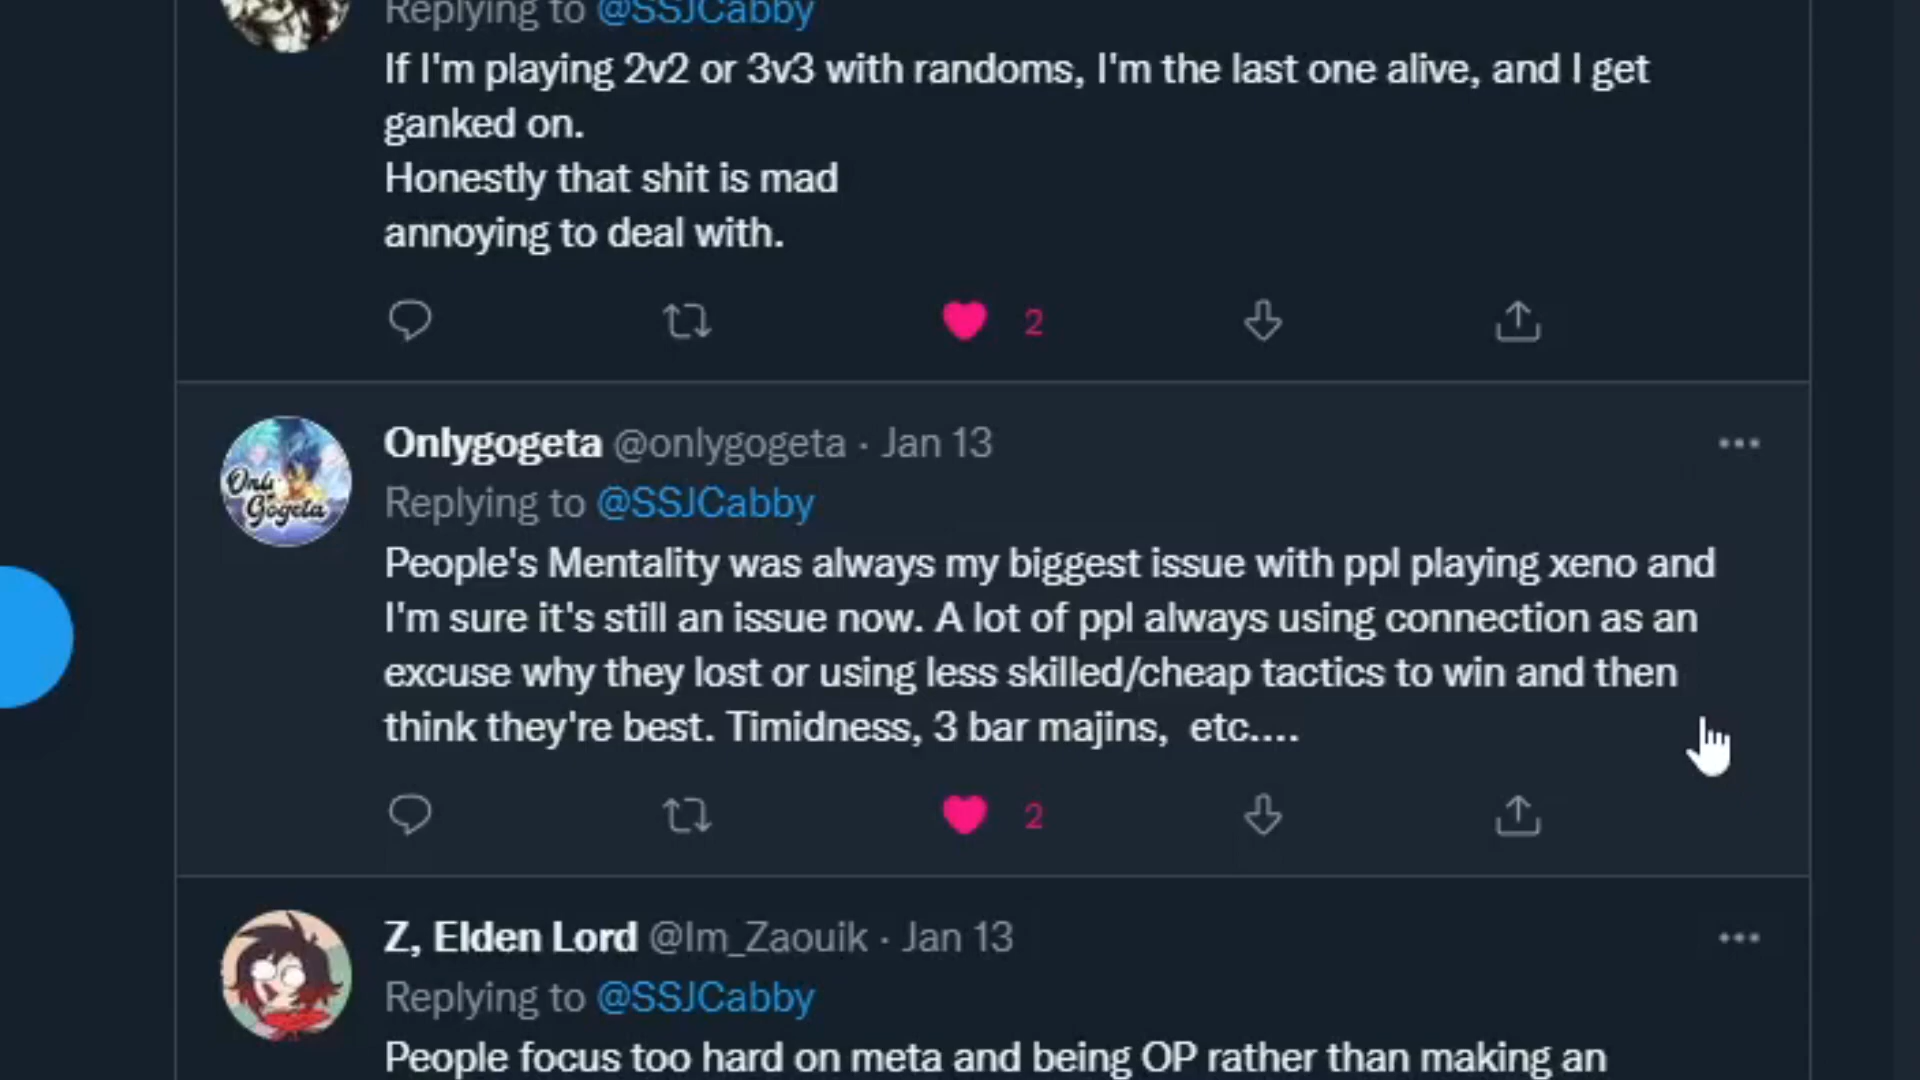 Replying to @SSJCabby
If I'm playing 2v2 or 3v3 with randoms, I'm the last one alive, and I get
ganked on.
Honestly that shit is mad
annoying to deal with.
2
Onlygogeta @onlygogeta · Jan 13
Replying to @SSJCabby
Only
Gogeta
People's Mentality was always my biggest issue with ppl playing xeno and
I'm sure it's still an issue now. A lot of ppl always using connection as an
excuse why they lost or using less skilled/cheap tactics to win and then
think they're best. Timidness, 3 bar majins,  etc....
2
Z, Elden Lord @Im_Zaouik · Jan 13
Replying to @SSJCabby
People focus too hard on meta and being OP rather than making an